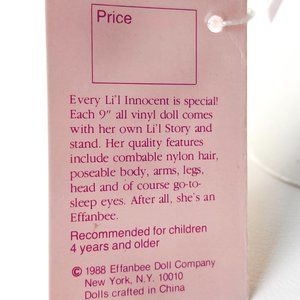 Price
Every Li'l Innocent is special!
Each 9" all vinyl doll comes
with her own Li'l Story and
stand. Her quality features
include combable nylon hair,
poseable body, arms, legs,
head and of course go-to-
sleep eyes. After all, she's an
Effanbee.
Recommended for children
4 years and older
© 1988 Effanbee Doll Company
New York, N.Y. 10010
Dolls crafted in China